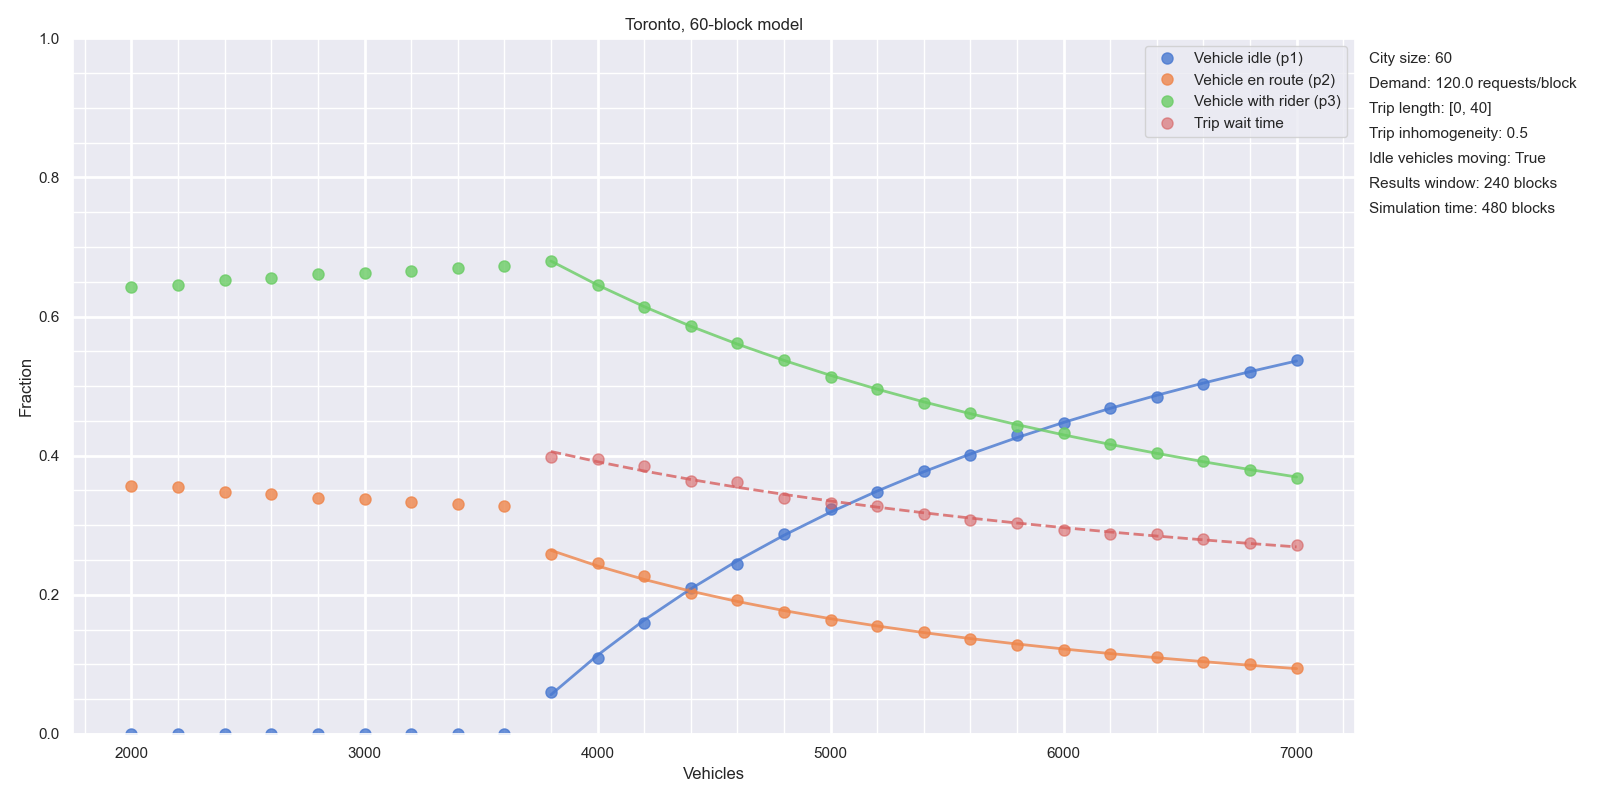 Toronto, 60-block model
1.0
0.8
0.6
0.4
0.2
0.0
Fraction
2000 3000 4000 5000 6000 7000
Vehicles
Vehicle idle (p1)
Vehicle en route (p2)
Vehicle with rider (p3)
Trip wait time
City size: 60
Demand: 120.0 requests/block
Trip length: [0, 40]
Trip inhomogeneity: 0.5
Idle vehicles moving: True
Results window: 240 blocks
Simulation time: 480 blocks